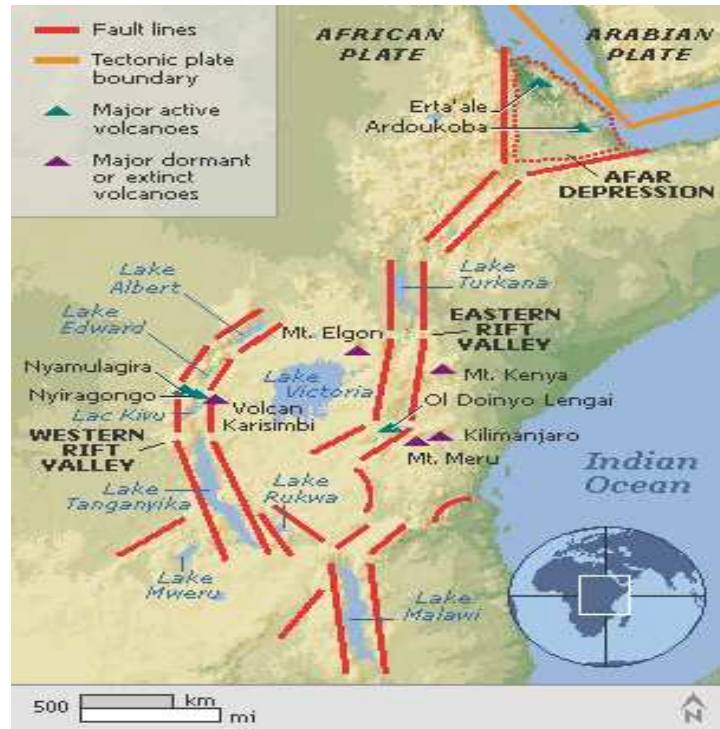 Fault lines
Tectonic plate
boundary
Major active
volcanoes
Major dormant
or extinct
volcanoes
AFRICAN
PLATE
ARABIAN
PLATE
Erta'ale
Ardoukoba
AFAR
DEPRESSION
Lake
Albert
Lake
Turkana
Lake
Edward
Mt. Elgon
EASTERN
RIFT
VALLEY
Nyamulagira
Nyiragongo
Lake
Victoria
Mt. Kenya
Lac Kivu
Volcan
Karisimbi
Ol Doinyo Lengai
WESTERN
RIFT
VALLEY
Kilimanjaro
Mt. Meru
Indian
Ocean
Lake
Tanganyika
Lake
Rukwa
Lake
Mweru
Lake
Malawi
500
km
mi
N